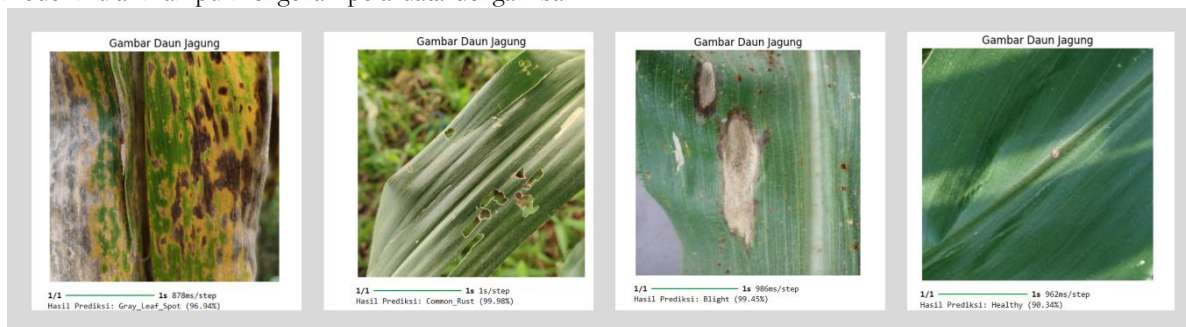 Gambar Daun Jagung
1/1 1s 878ms/step
Hasil Prediksi: Gray_Leaf_Spot (96.94%)
Gambar Daun Jagung
1/1 1s 1s/step
Hasil Prediksi: Common_Rust (99.98%)
Gambar Daun Jagung
1/1 1s 986ms/step
Hasil Prediksi: Blight (99.45%)
Gambar Daun Jagung
1/1 1s 962ms/step
Hasil Prediksi: Healthy (90.34%)